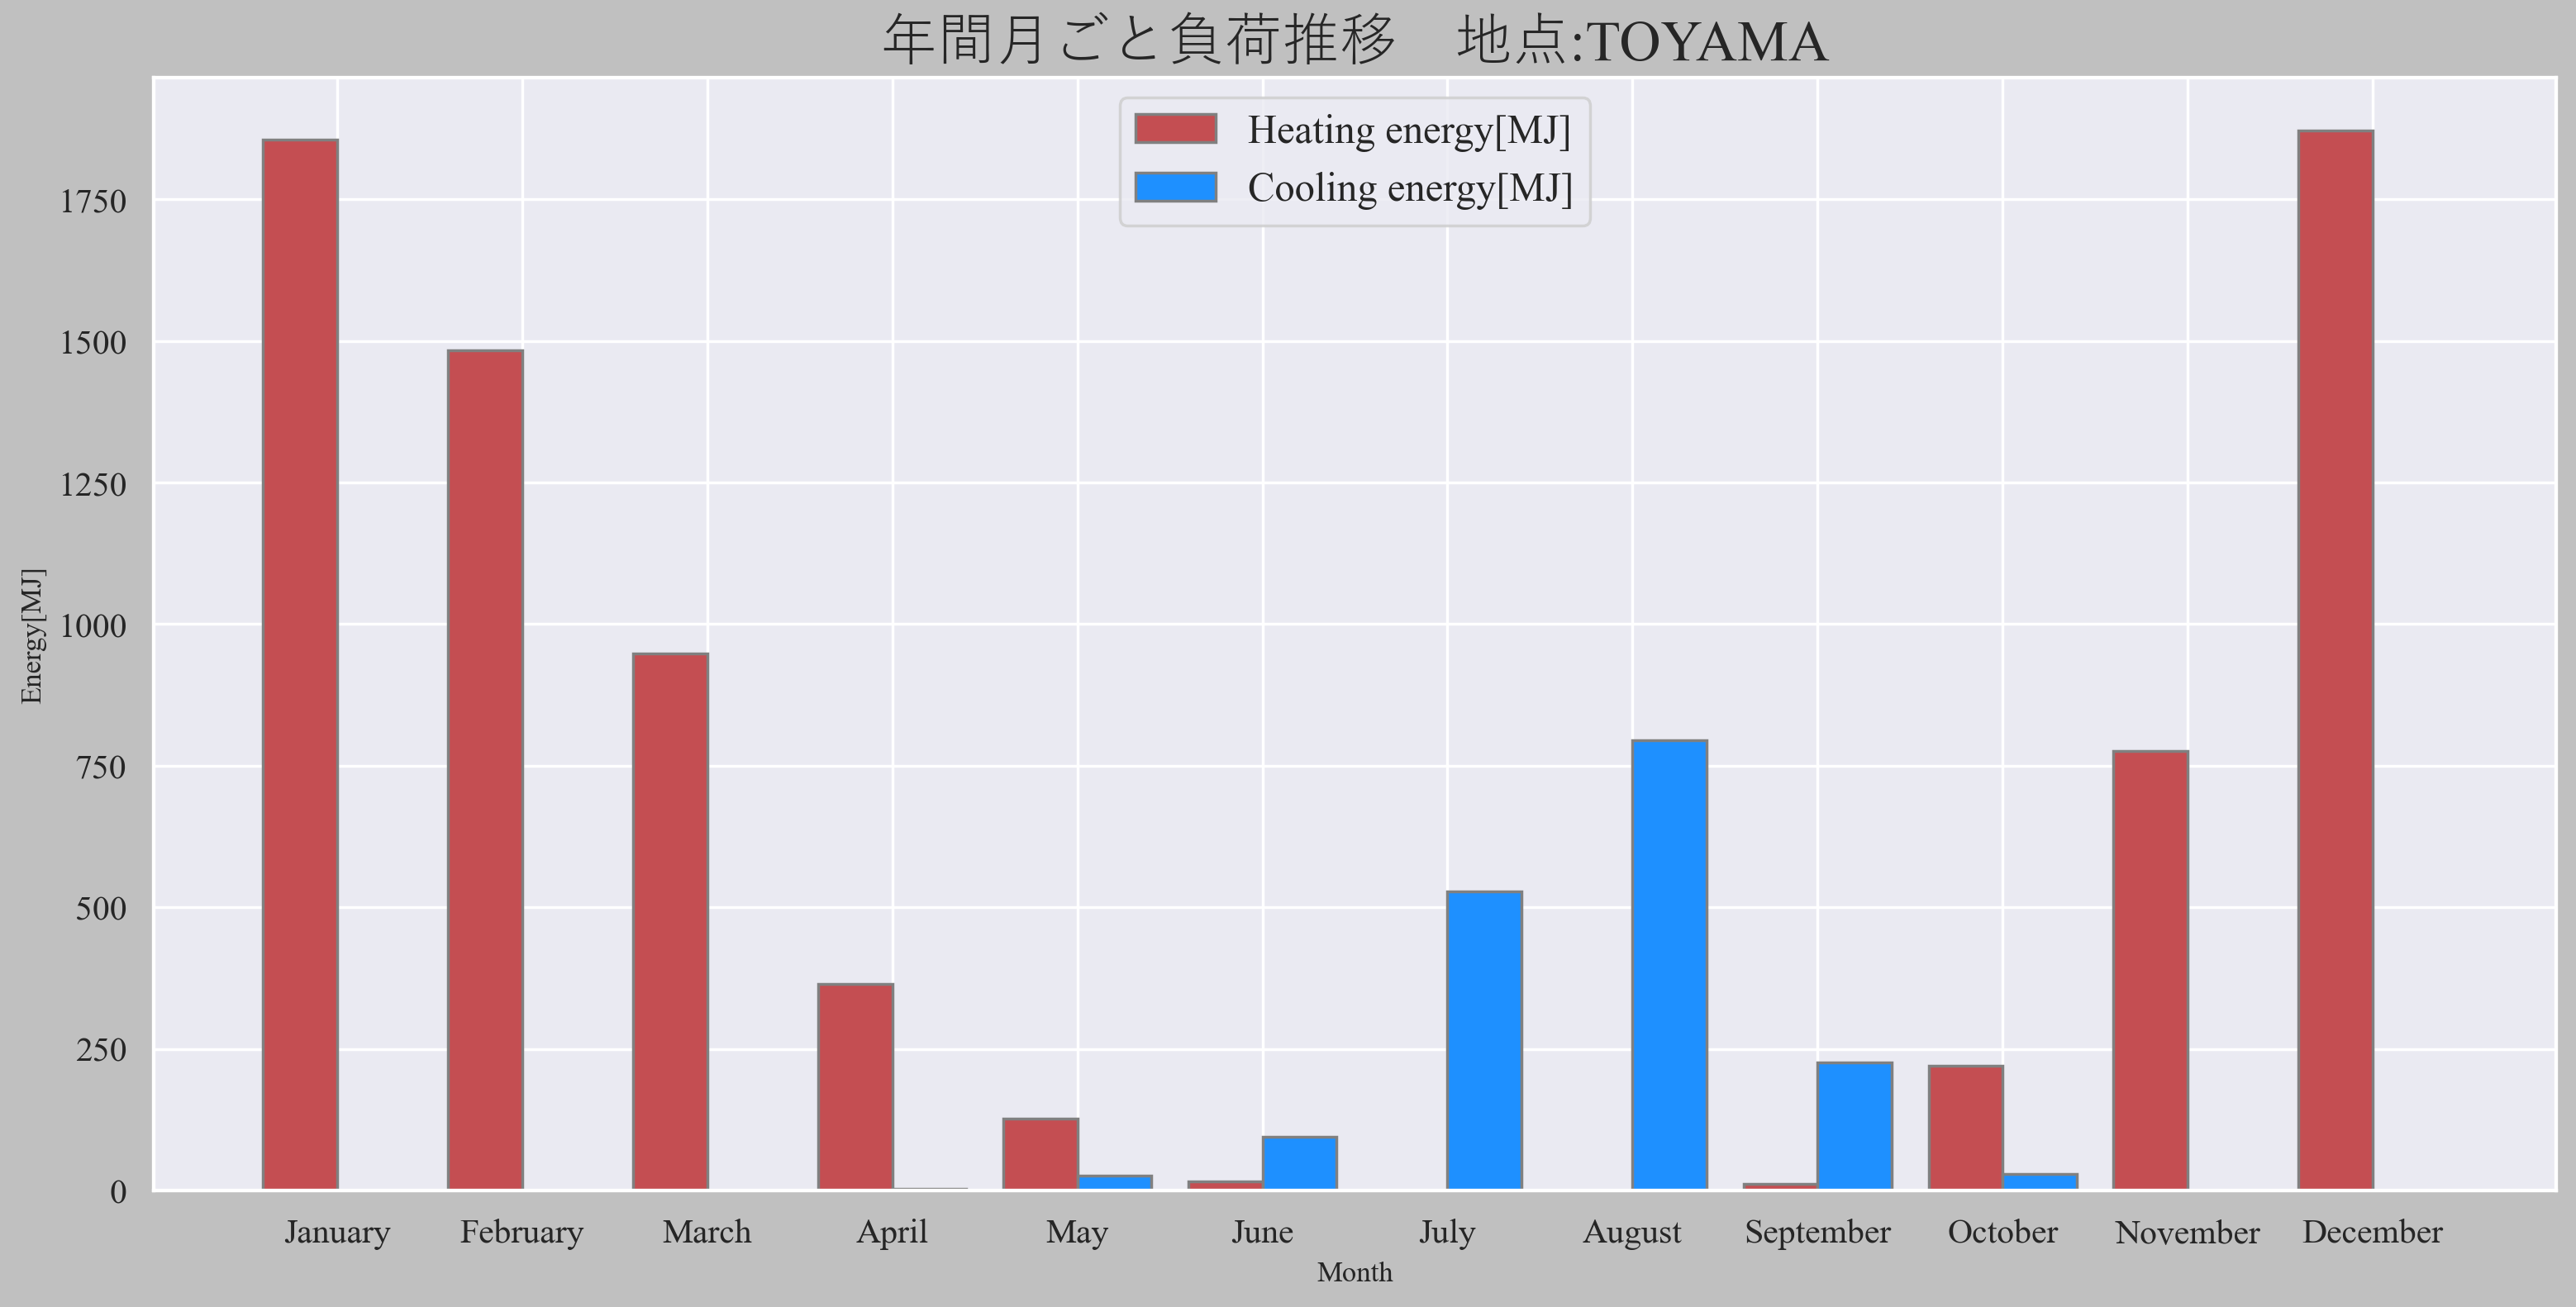 年間月ごと負荷推移　地点:TOYAMA
Heating energy[MJ]
Cooling energy[MJ]
1750
1500
1250
1000
750
500
250
0
Energy[MJ]
January February March April May June July August September October November December
Month